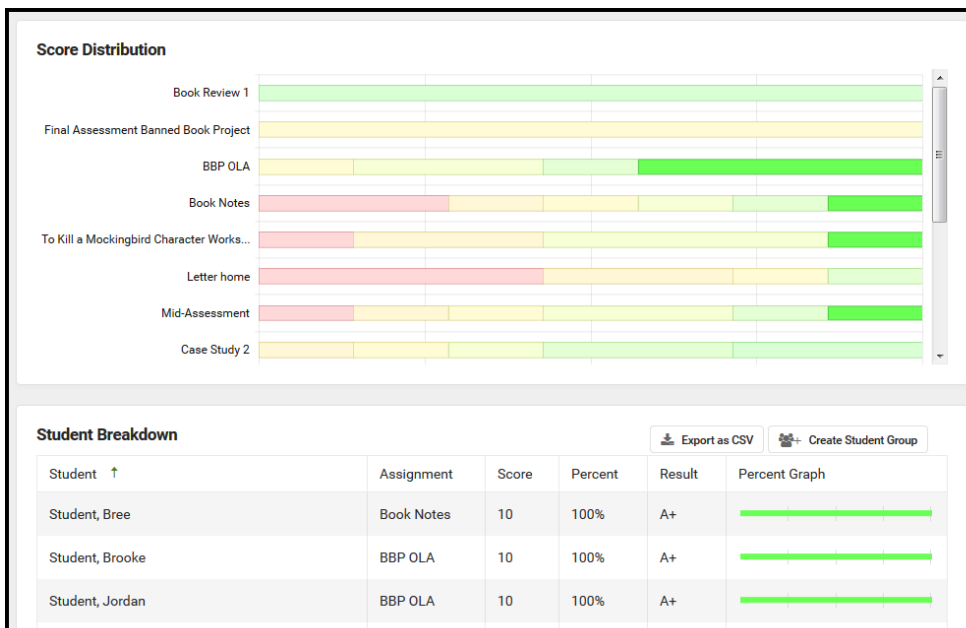 Score Distribution
Book Review 1
Final Assessment Banned Book Project
BBP OLA
Book Notes
To Kill a Mockingbird Character Works...
Letter home
Mid-Assessment
Case Study 2
Student Breakdown
Export as CSV
Create Student Group
Student Assignment Score Percent Result Percent Graph
Student, Bree Book Notes 10 100% A+
Student, Brooke BBP OLA 10 100% A+
Student, Jordan BBP OLA 10 100% A+